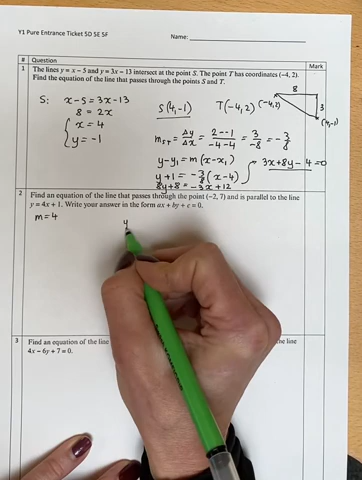 Y1 Pure Entrance Ticket 5D 5E 5F
Name:
# Question Mark
1 The lines y = x − 5 and y = 3x − 13 intersect at the point S. The point T has coordinates (−4, 2).
Find the equation of the line that passes through the points S and T.
S: x − 5 = 3x − 13
8 = 2x
x = 4
y = −1
S(4,−1) T(−4,2)
(−4,2) 8
3
(4,−1)
m_ST = Δy/Δx = 2−−1/−4−4 = 3/−8 = −3/8
y − y₁ = m(x − x₁)
y + 1 = −3/8(x − 4)
8y + 8 = −3x + 12
3x + 8y − 4 = 0
2 Find an equation of the line that passes through the point (−2, 7) and is parallel to the line
y = 4x + 1. Write your answer in the form ax + by + c = 0.
m = 4
y
3 Find an equation of the line
line
4x − 6y + 7 = 0.